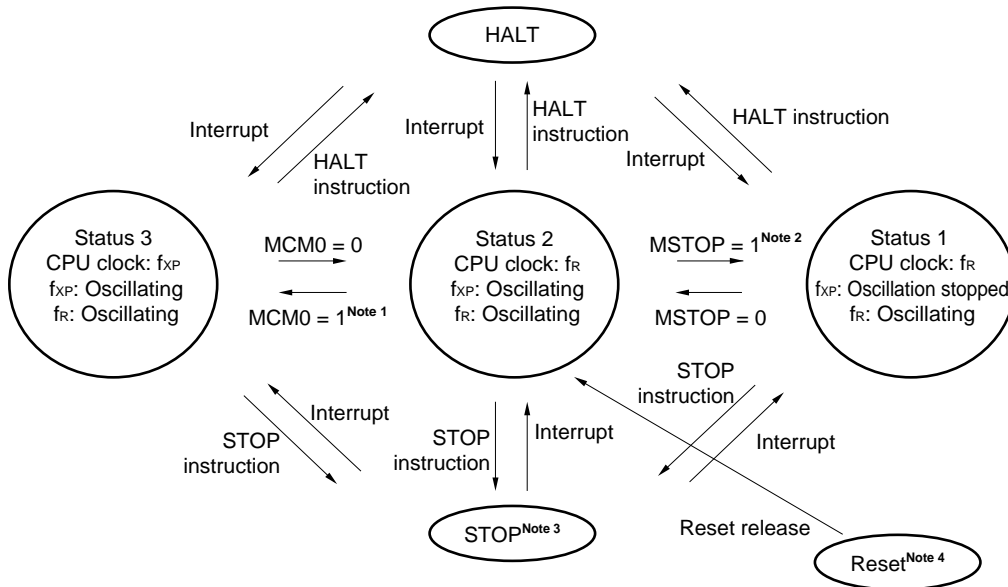 HALT
Interrupt
HALT
instruction
Interrupt
HALT
instruction
Interrupt
HALT instruction
Status 3
CPU clock: fXP
fXP: Oscillating
fR: Oscillating
MCM0 = 0
MCM0 = 1Note 1
Status 2
CPU clock: fR
fXP: Oscillating
fR: Oscillating
MSTOP = 1Note 2
MSTOP = 0
Status 1
CPU clock: fR
fXP: Oscillation stopped
fR: Oscillating
STOP
instruction
Interrupt
STOP
instruction
Interrupt
STOP
instruction
Interrupt
STOPNote 3
Reset release
ResetNote 4